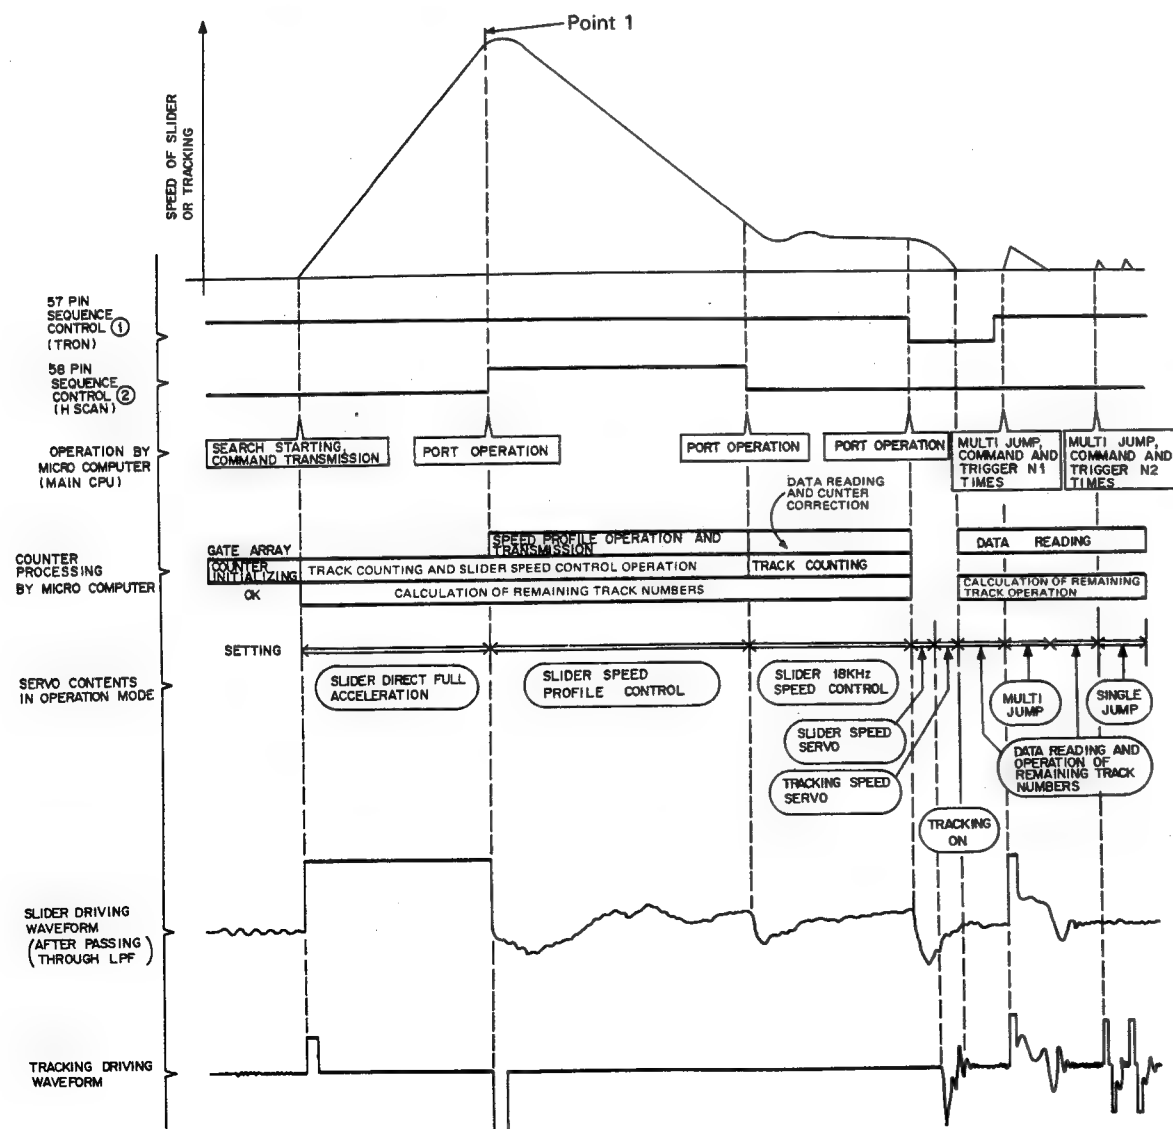 Point 1
SPEED OF SLIDER
OR TRACKING
57 PIN
SEQUENCE
CONTROL ①
(TRON)
58 PIN
SEQUENCE
CONTROL ②
(H SCAN)
OPERATION BY
MICRO COMPUTER
(MAIN CPU)
SEARCH STARTING,
COMMAND TRANSMISSION
PORT OPERATION
PORT OPERATION
PORT OPERATION
MULTI JUMP,
COMMAND AND
TRIGGER N1
TIMES
MULTI JUMP,
COMMAND AND
TRIGGER N2
TIMES
DATA READING
AND CUNTER
CORRECTION
COUNTER
PROCESSING
BY MICRO COMPUTER
GATE ARRAY
COUNTER
INITIALIZING
OK
SPEED PROFILE OPERATION AND
TRANSMISSION
TRACK COUNTING AND SLIDER SPEED CONTROL OPERATION
TRACK COUNTING
CALCULATION OF REMAINING TRACK NUMBERS
DATA READING
CALCULATION OF REMAINING
TRACK OPERATION
SETTING
SERVO CONTENTS
IN OPERATION MODE
SLIDER DIRECT FULL
ACCELERATION
SLIDER SPEED
PROFILE CONTROL
SLIDER 18KHz
SPEED CONTROL
SLIDER SPEED
SERVO
TRACKING SPEED
SERVO
MULTI
JUMP
SINGLE
JUMP
DATA READING AND
OPERATION OF
REMAINING TRACK
NUMBERS
TRACKING
ON
SLIDER DRIVING
WAVEFORM
(AFTER PASSING
THROUGH LPF)
TRACKING DRIVING
WAVEFORM